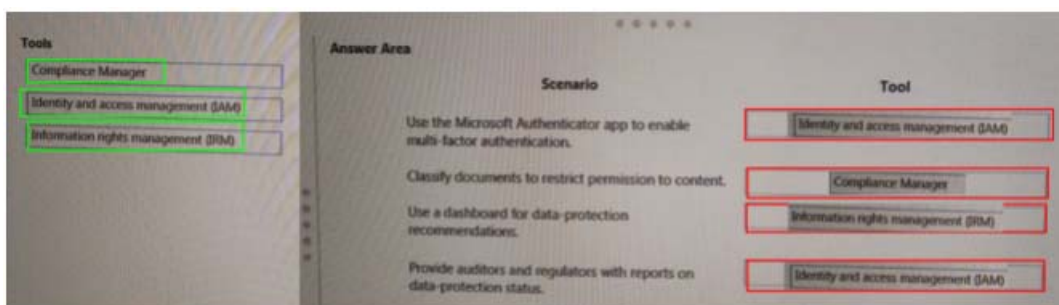 Tools
Compliance Manager
Identity and access management (IAM)
Information rights management (IRM)
Answer Area
Scenario
Tool
Use the Microsoft Authenticator app to enable
multi-factor authentication.
Identity and access management (IAM)
Classify documents to restrict permission to content.
Compliance Manager
Use a dashboard for data-protection
recommendations.
Information rights management (IRM)
Provide auditors and regulators with reports on
data-protection status.
Identity and access management (IAM)